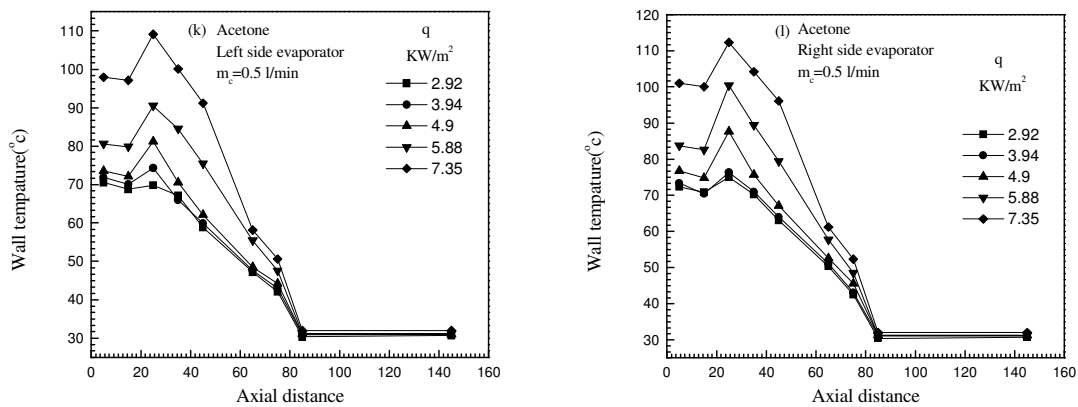 (k) Acetone
Left side evaporator
m_c=0.5 l/min
q
KW/m²
2.92
3.94
4.9
5.88
7.35
110
100
90
80
70
60
50
40
30
Wall tempature(°c)
0 20 40 60 80 100 120 140 160
Axial distance
(l) Acetone
Right side evaporator
m_c=0.5 l/min
q
KW/m²
2.92
3.94
4.9
5.88
7.35
120
110
100
90
80
70
60
50
40
30
Wall tempature(°c)
0 20 40 60 80 100 120 140 160
Axial distance